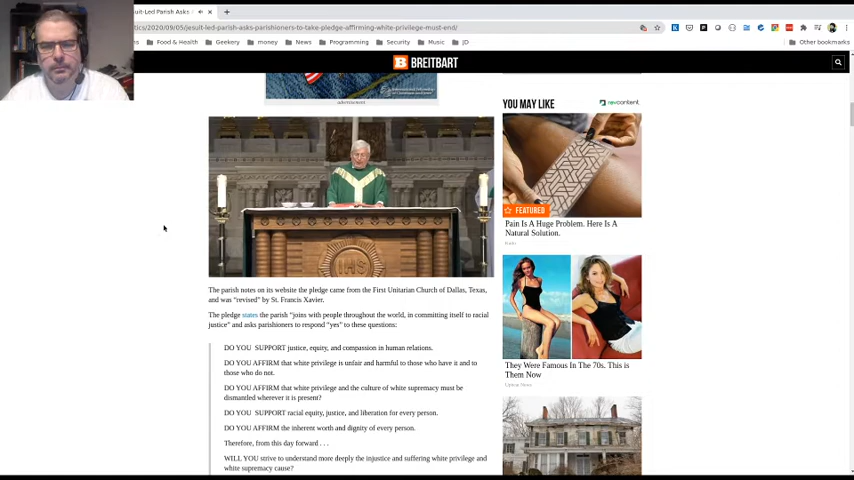 suit-Led Parish Asks
tics/2020/09/05/jesuit-led-parish-asks-parishioners-to-take-pledge-affirming-white-privilege-must-end/
Food & Health
Geekery
money
News
Programming
Security
Music
JD
Other bookmarks
B BREITBART
advertisement
YOU MAY LIKE
revcontent
IHS
FEATURED
Pain Is A Huge Problem. Here Is A
Natural Solution.
They Were Famous In The 70s. This is
Them Now
The parish notes on its website the pledge came from the First Unitarian Church of Dallas, Texas,
and was “revised” by St. Francis Xavier.
The pledge states the parish “joins with people throughout the world, in committing itself to racial
justice” and asks parishioners to respond “yes” to these questions:
DO YOU SUPPORT justice, equity, and compassion in human relations.
DO YOU AFFIRM that white privilege is unfair and harmful to those who have it and to
those who do not.
DO YOU AFFIRM that white privilege and the culture of white supremacy must be
dismantled wherever it is present?
DO YOU SUPPORT racial equity, justice, and liberation for every person.
DO YOU AFFIRM the inherent worth and dignity of every person.
Therefore, from this day forward . . .
WILL YOU strive to understand more deeply the injustice and suffering white privilege and
white supremacy cause?